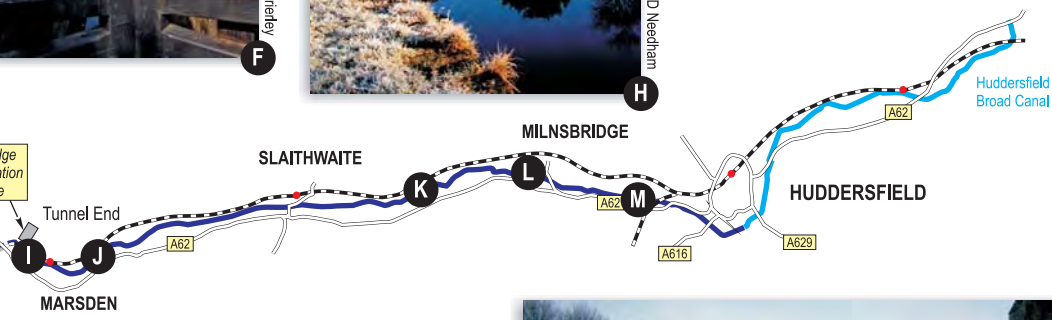 F
D Needham
H
Huddersfield
Broad Canal
A62
MILNSBRIDGE
SLAITHWAITE
K
L
A62
M
HUDDERSFIELD
Tunnel End
I
J
A62
A616
A629
MARSDEN